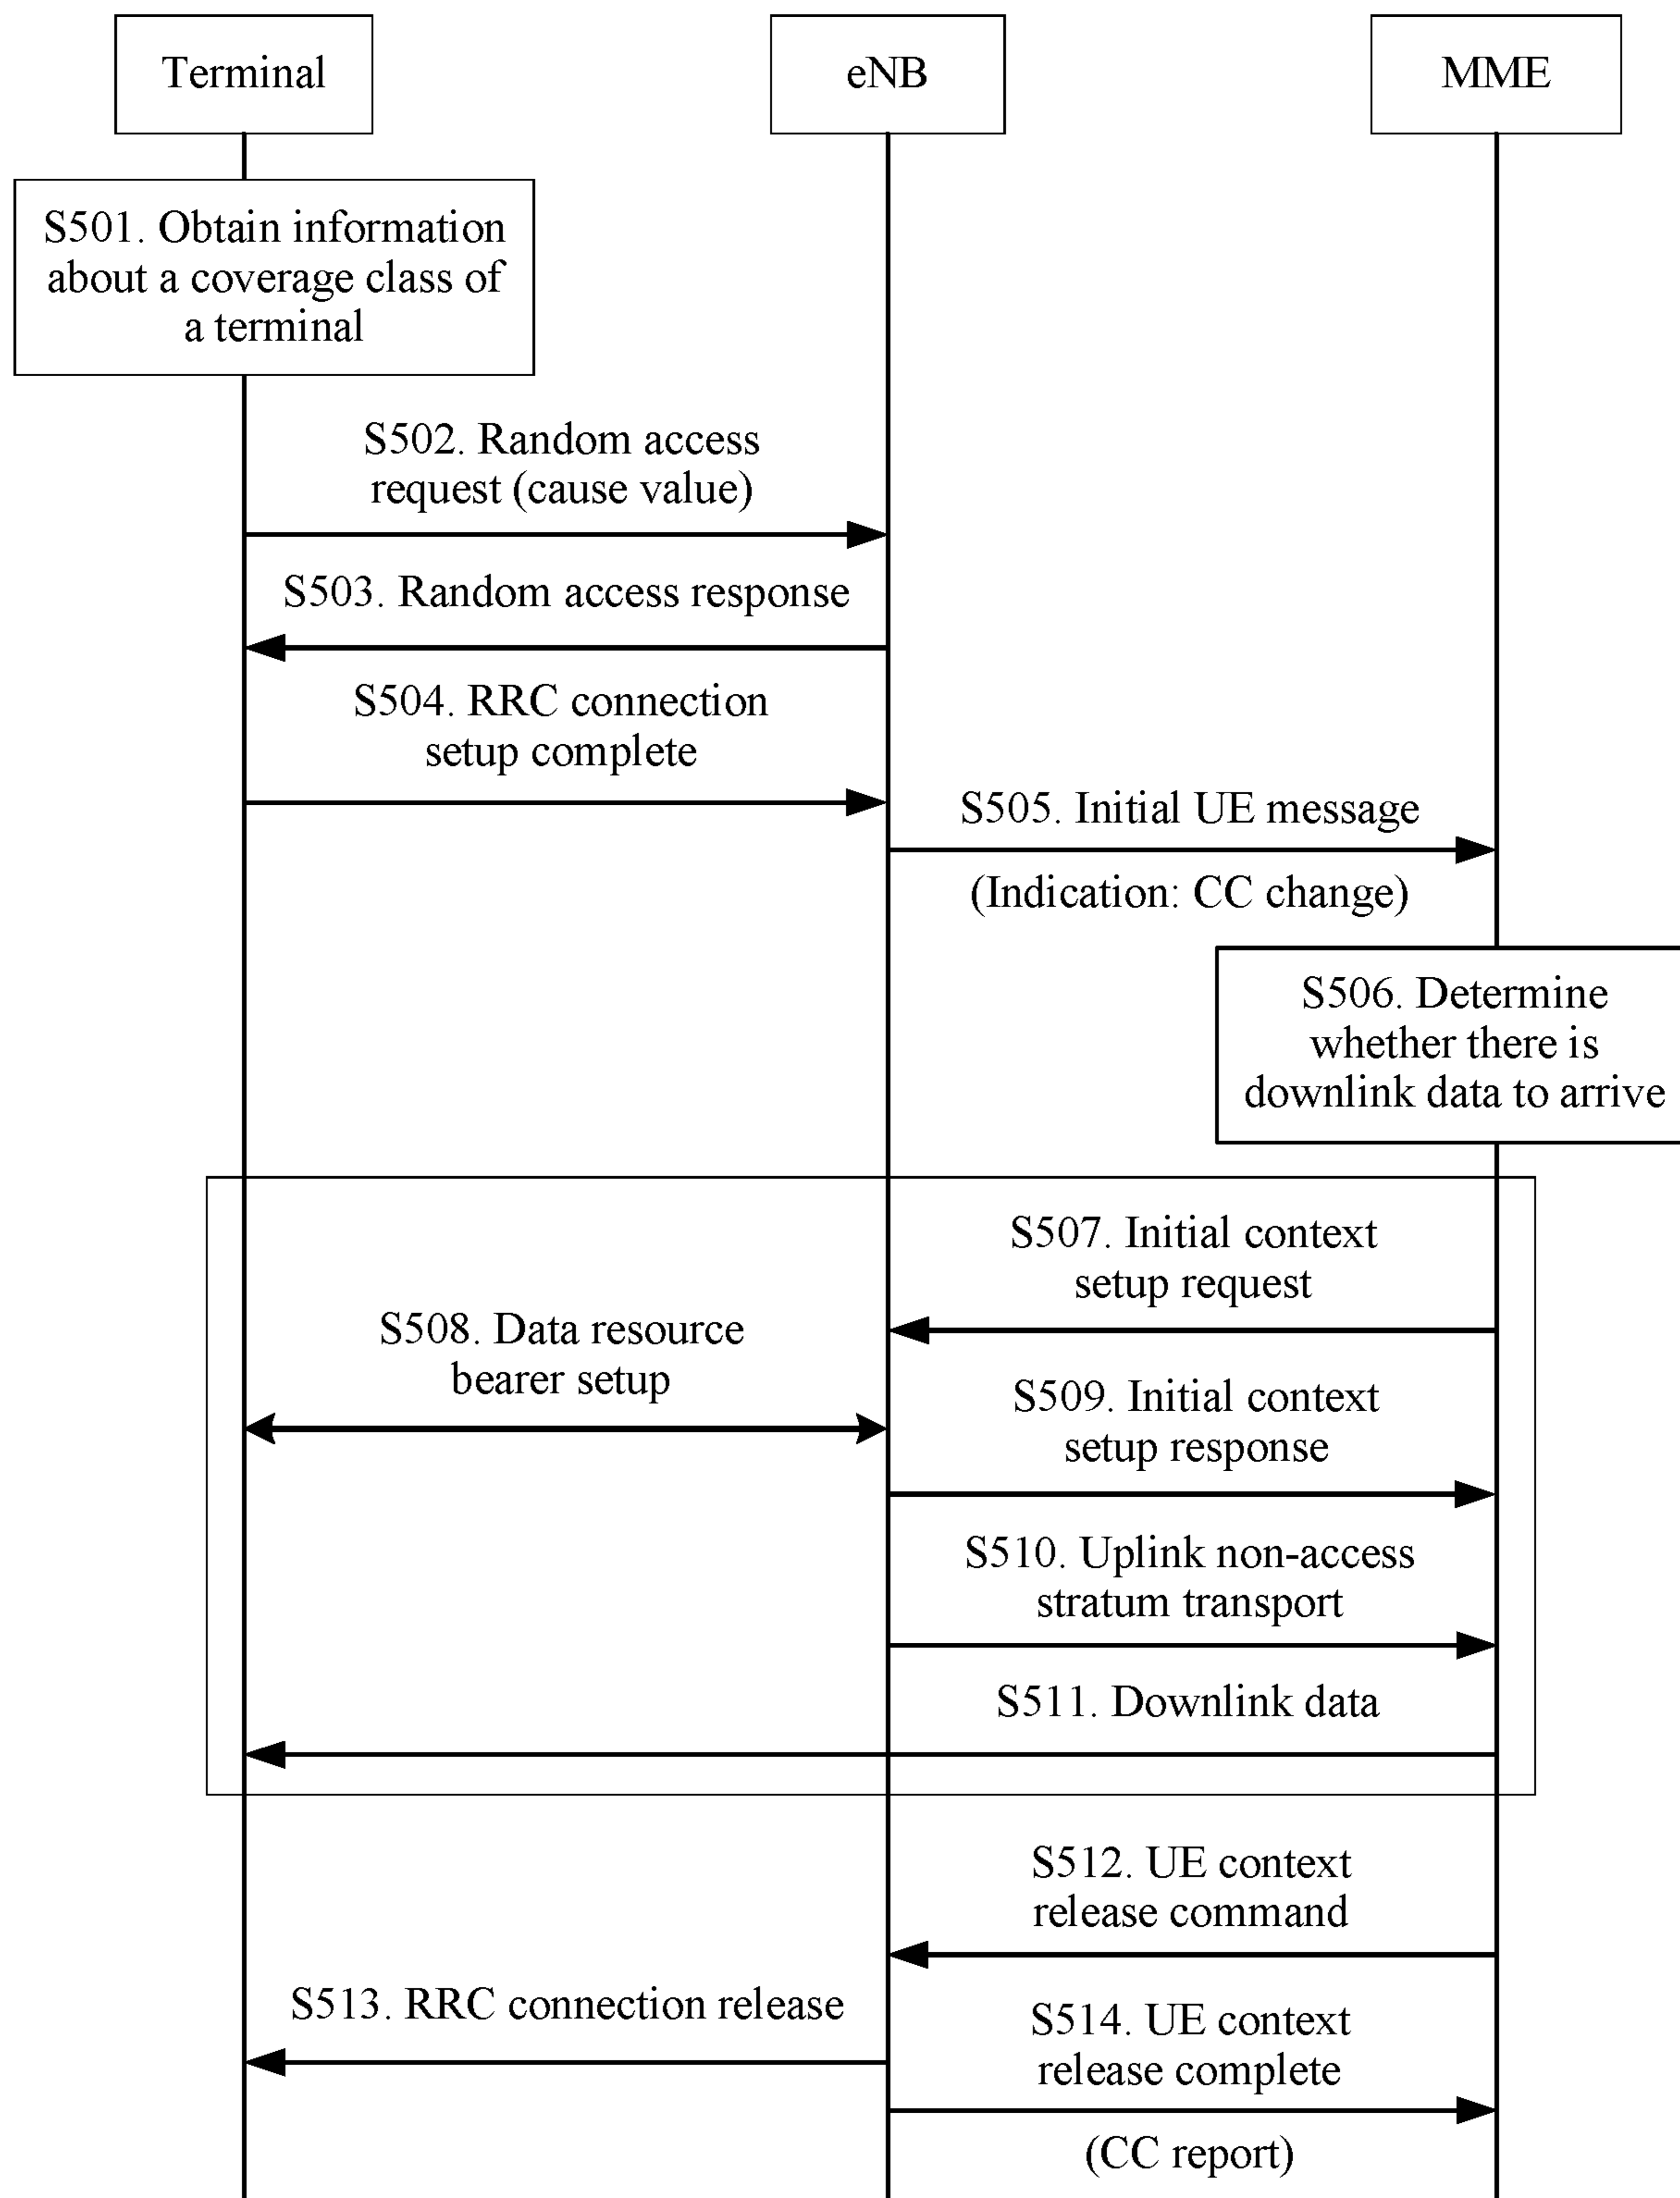 Terminal
eNB
MME
S501. Obtain information
about a coverage class of
a terminal
S502. Random access
request (cause value)
S503. Random access response
S504. RRC connection
setup complete
S505. Initial UE message
(Indication: CC change)
S506. Determine
whether there is
downlink data to arrive
S507. Initial context
setup request
S508. Data resource
bearer setup
S509. Initial context
setup response
S510. Uplink non-access
stratum transport
S511. Downlink data
S512. UE context
release command
S513. RRC connection release
S514. UE context
release complete
(CC report)